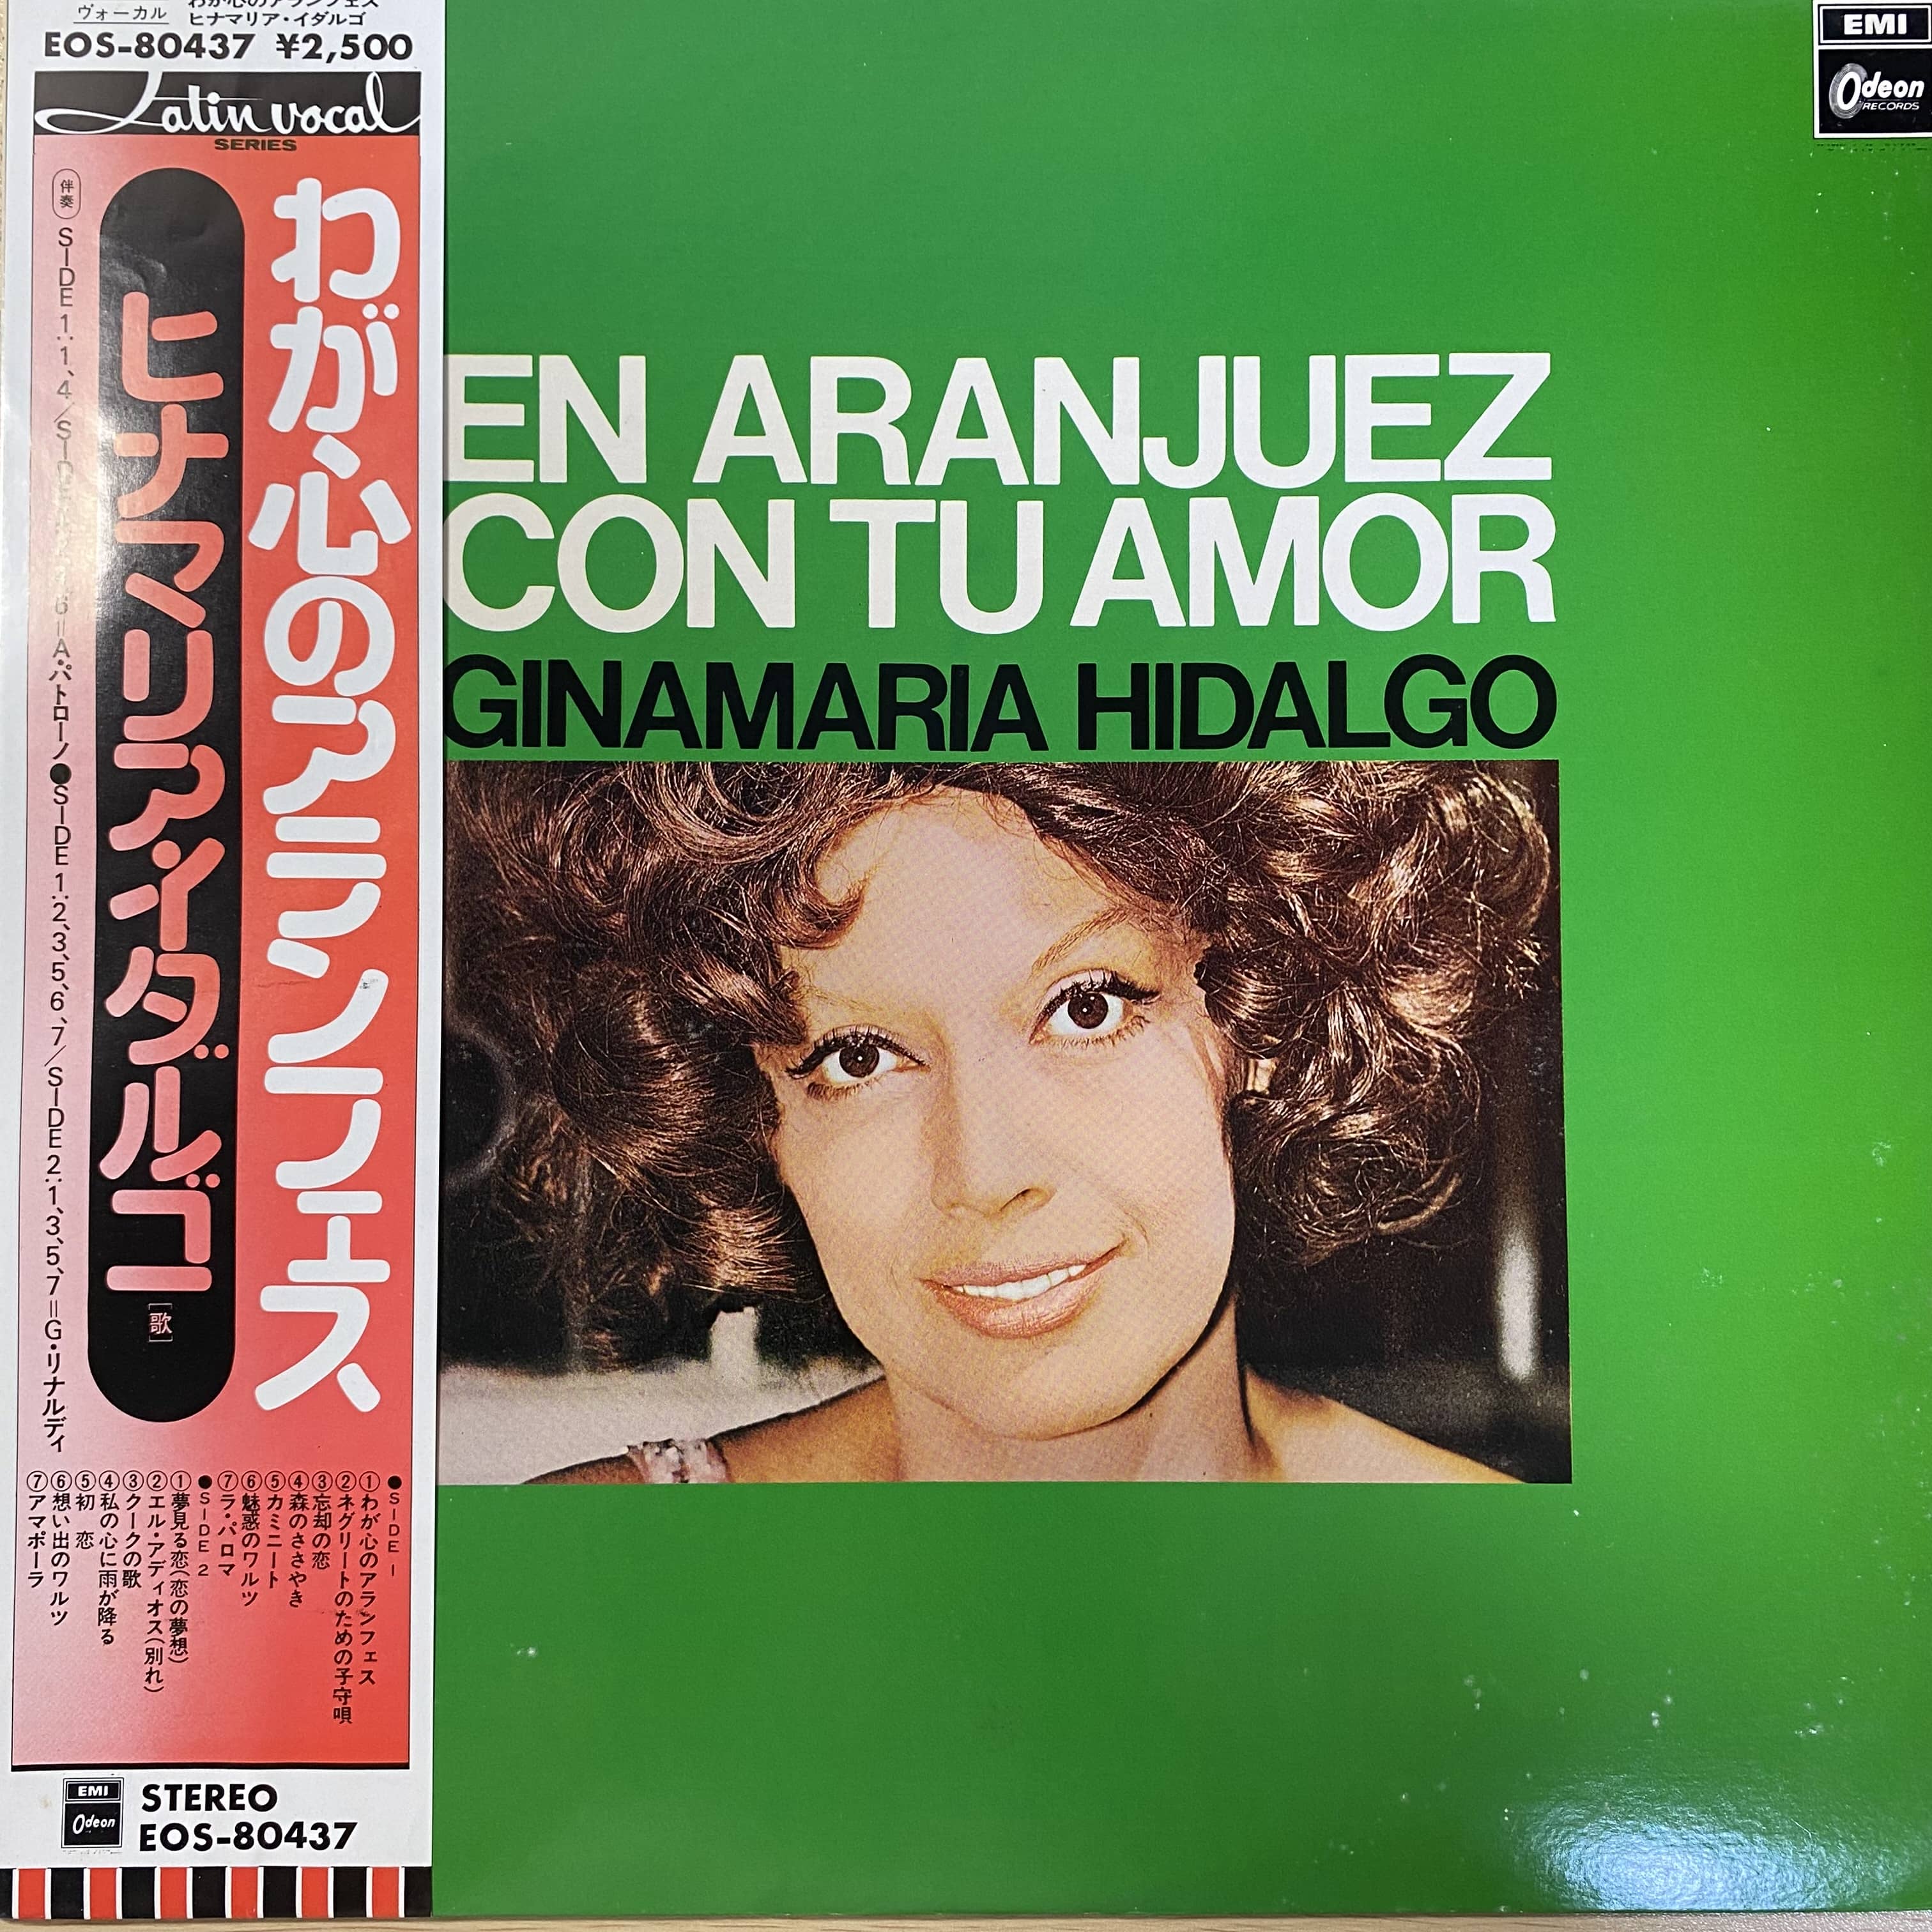 ヴォーカル
わが心のアランフェス
ヒナマリア・イダルゴ
EOS-80437 ¥2,500
Latin vocal
SERIES
わが心のアランフェス
ヒナマリア・イダルゴ[歌]
伴奏
SIDE 1:1、4/SIDE
6=A・パトローノ●SIDE 1:2、3、5、6、7/SIDE 2:1、3、5、7=G・リナルディ
●SIDE 1
①わが心のアランフェス
②ネグリートのための子守唄
③忘却の恋
④森のささやき
⑤カミニート
⑥魅惑のワルツ
⑦ラ・パロマ
●SIDE 2
①夢見る恋(恋の夢想)
②エル・アディオス(別れ)
③クークの歌
④私の心に雨が降る
⑤初恋
⑥想い出のワルツ
⑦アマポーラ
EMI
Odeon
STEREO
EOS-80437
EMI
Odeon
RECORDS
EN ARANJUEZ
CON TU AMOR
GINAMARIA HIDALGO